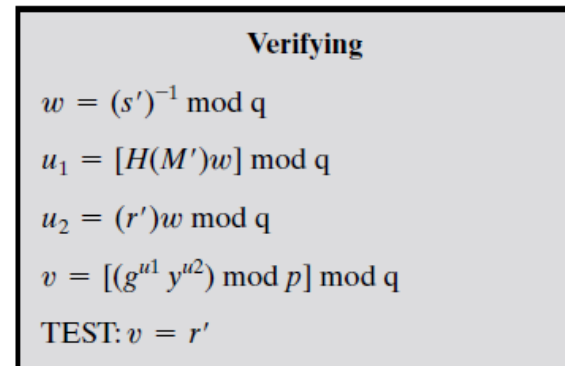 Verifying
w = (s')⁻¹ mod q
u₁ = [H(M')w] mod q
u₂ = (r')w mod q
v = [(g^u1 y^u2) mod p] mod q
TEST: v = r'